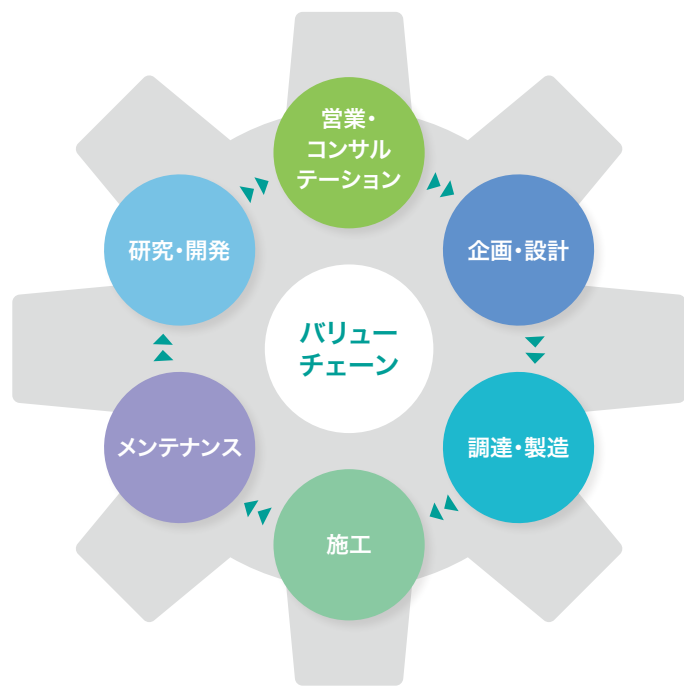 営業・
コンサル
テーション
企画・設計
調達・製造
施工
メンテナンス
研究・開発
バリュー
チェーン